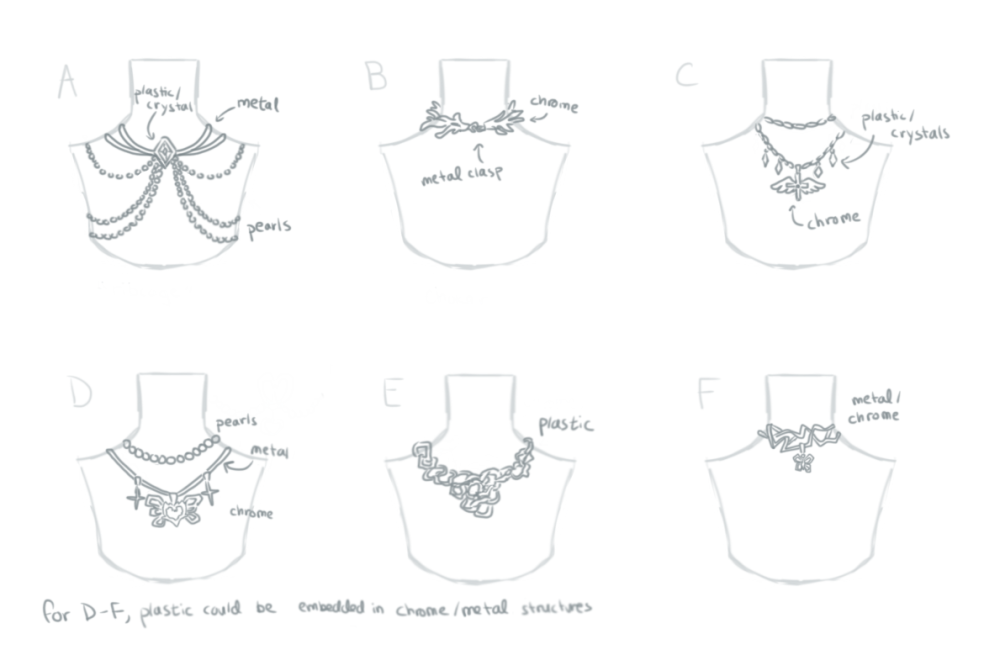 A
plastic/
crystal
metal
pearls
B
chrome
metal clasp
C
plastic/
crystals
chrome
D
pearls
metal
chrome
E
plastic
F
metal/
chrome
for D-F, plastic could be embedded in chrome/metal structures